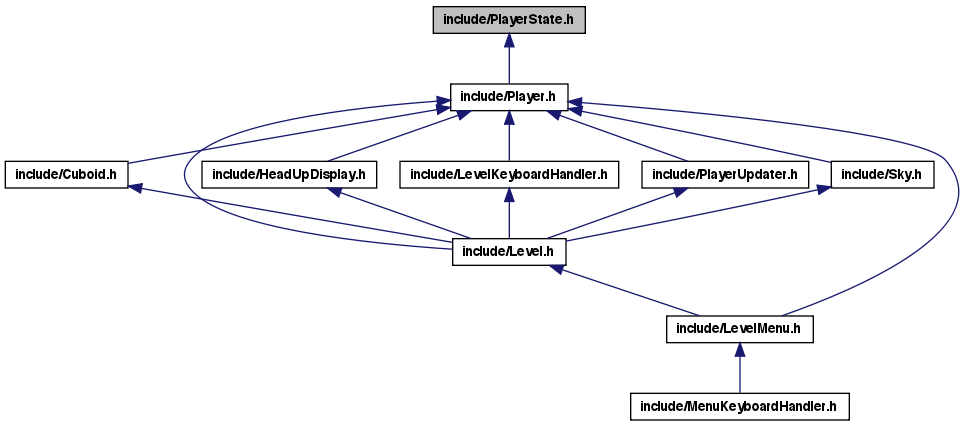 include/PlayerState.h
include/Player.h
include/Cuboid.h
include/HeadUpDisplay.h
include/LevelKeyboardHandler.h
include/PlayerUpdater.h
include/Sky.h
include/Level.h
include/LevelMenu.h
include/MenuKeyboardHandler.h